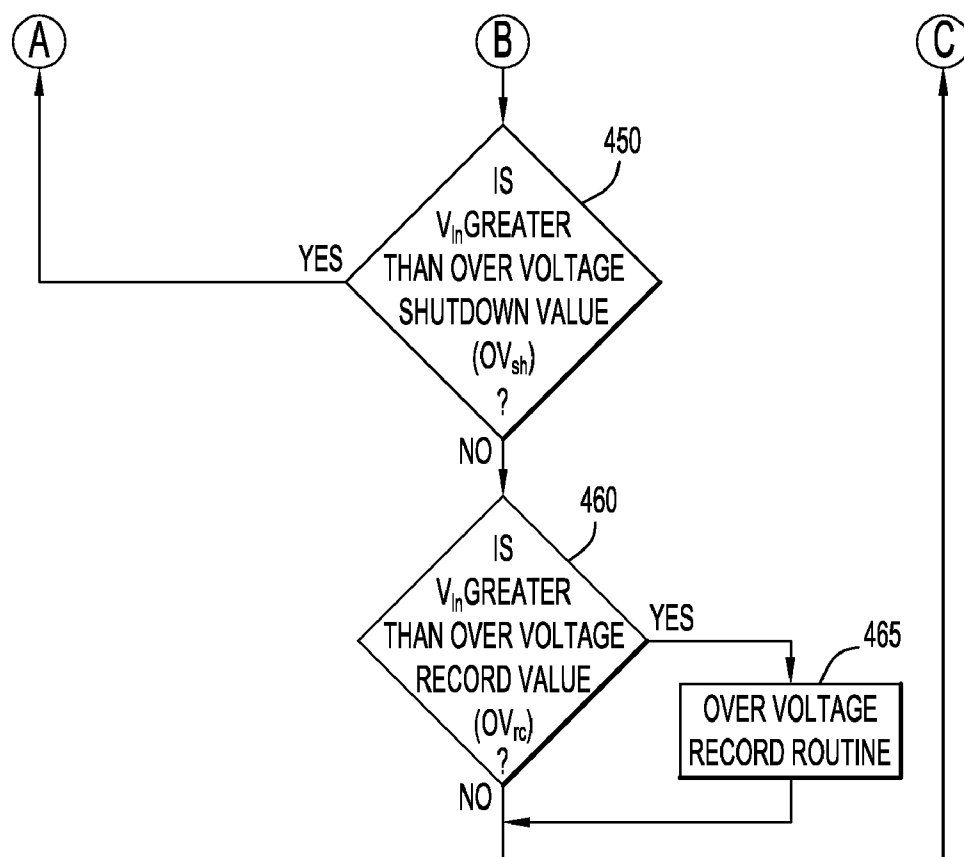 A
B
C
450
IS
V_In GREATER
THAN OVER VOLTAGE
SHUTDOWN VALUE
(OV_sh)
?
YES
NO
460
IS
V_In GREATER
THAN OVER VOLTAGE
RECORD VALUE
(OV_rc)
?
YES
465
OVER VOLTAGE
RECORD ROUTINE
NO